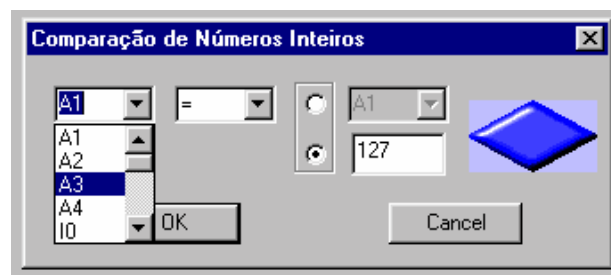 Comparação de Números Inteiros
A1 = A1
127
A1
A2
A3
A4
I0
OK Cancel